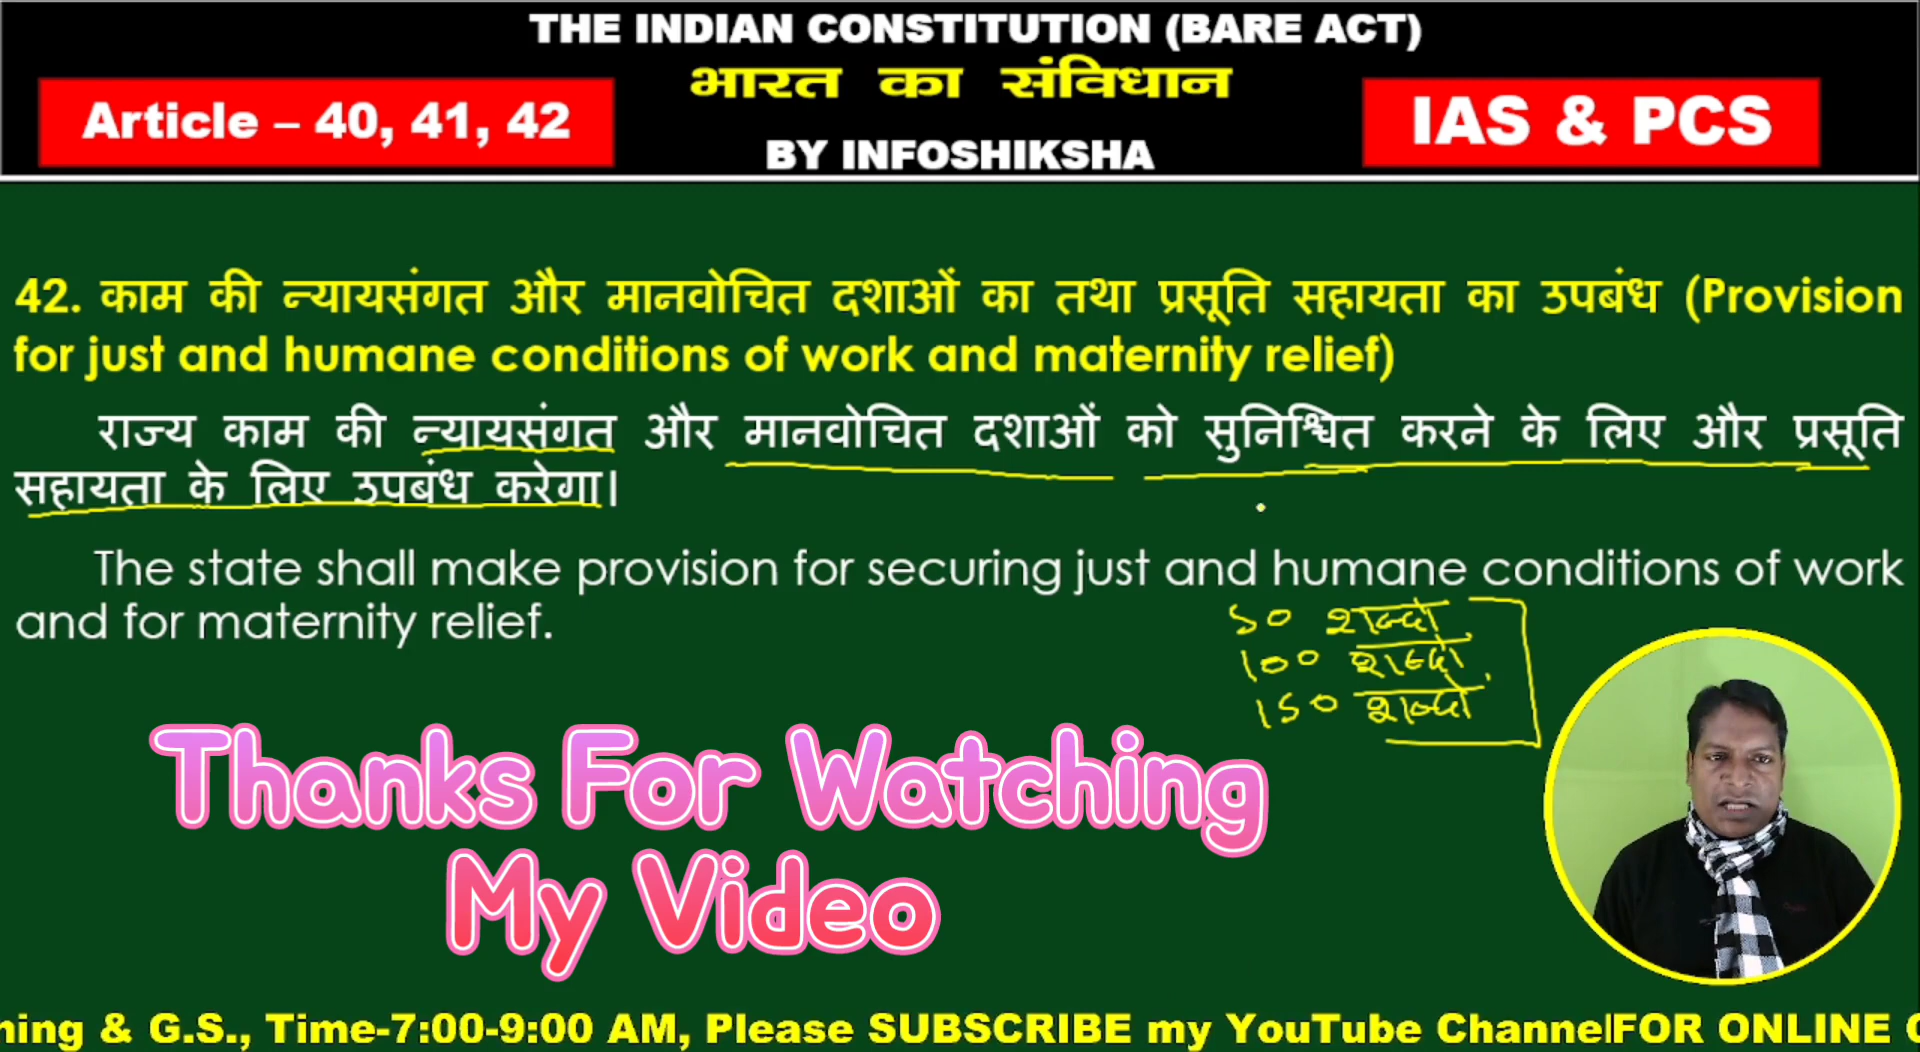 THE INDIAN CONSTITUTION (BARE ACT)
भारत का संविधान
BY INFOSHIKSHA
Article – 40, 41, 42
IAS & PCS
42. काम की न्यायसंगत और मानवोचित दशाओं का तथा प्रसूति सहायता का उपबंध (Provision
for just and humane conditions of work and maternity relief)
राज्य काम की न्यायसंगत और मानवोचित दशाओं को सुनिश्चित करने के लिए और प्रसूति
सहायता के लिए उपबंध करेगा।
The state shall make provision for securing just and humane conditions of work
and for maternity relief.
50 शब्दो
100 शब्दो
150 शब्दो
Thanks For Watching
My Video
ning & G.S., Time-7:00-9:00 AM, Please SUBSCRIBE my YouTube Channel FOR ONLINE